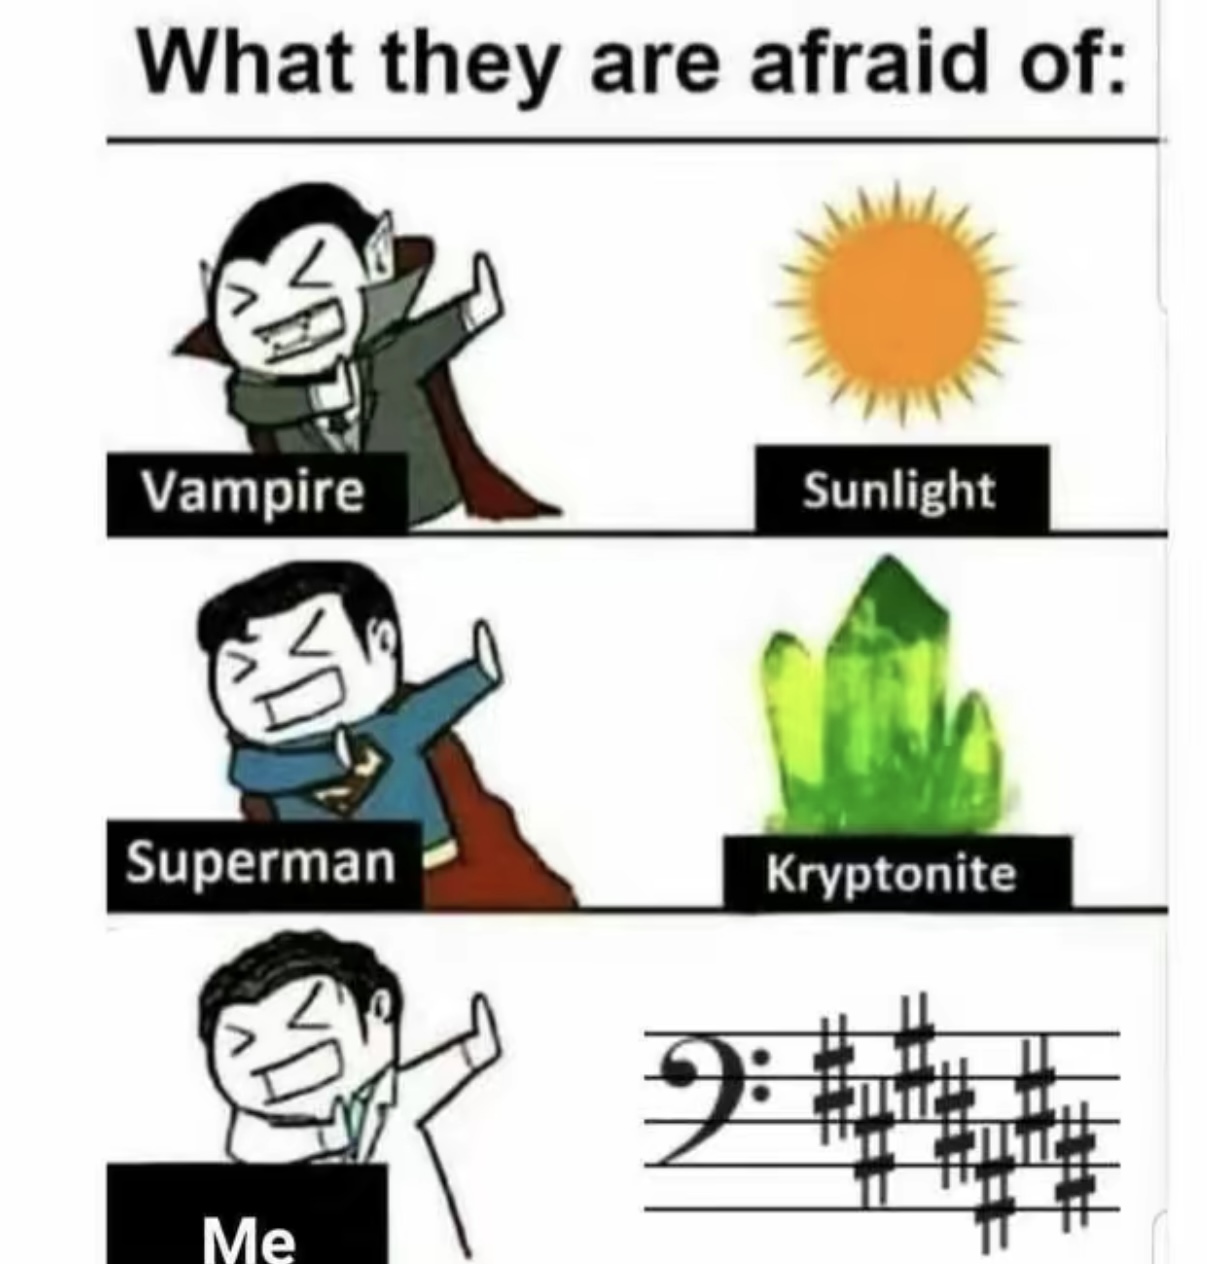 What they are afraid of:
Vampire
Sunlight
Superman
Kryptonite
Me